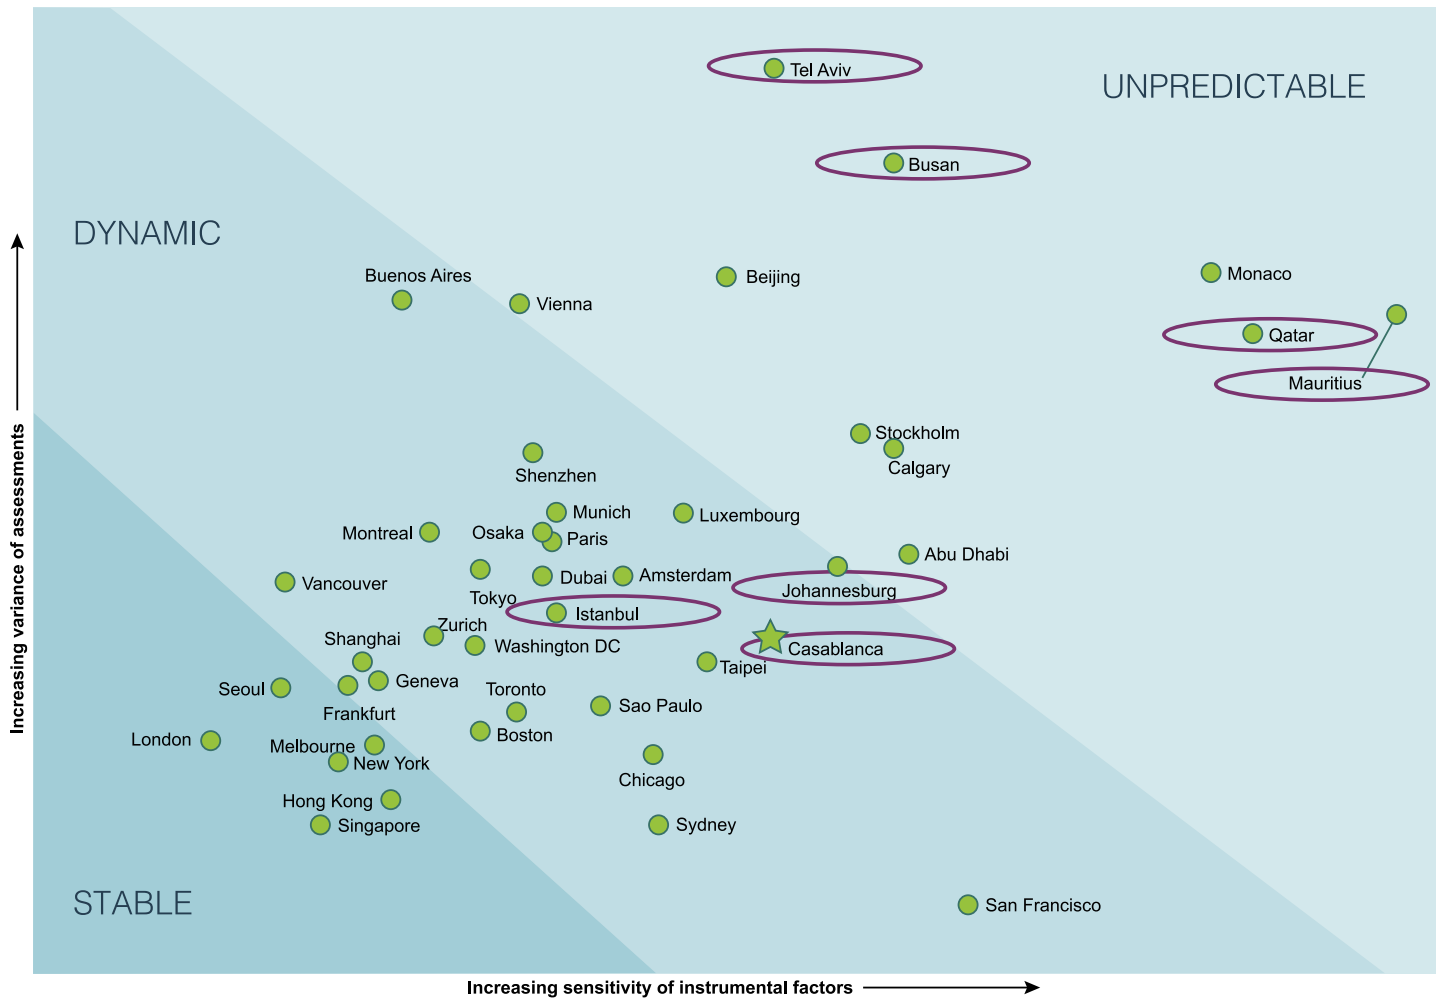 Tel Aviv
UNPREDICTABLE
Busan
DYNAMIC
Buenos Aires
Beijing
Monaco
Vienna
Qatar
Mauritius
Stockholm
Calgary
Shenzhen
Munich
Luxembourg
Montreal
Osaka
Paris
Abu Dhabi
Vancouver
Tokyo
Dubai
Amsterdam
Johannesburg
Istanbul
Zurich
Shanghai
Washington DC
Casablanca
Taipei
Seoul
Geneva
Toronto
Frankfurt
Sao Paulo
London
Melbourne
Boston
New York
Chicago
Hong Kong
Singapore
Sydney
STABLE
San Francisco
Increasing variance of assessments
Increasing sensitivity of instrumental factors